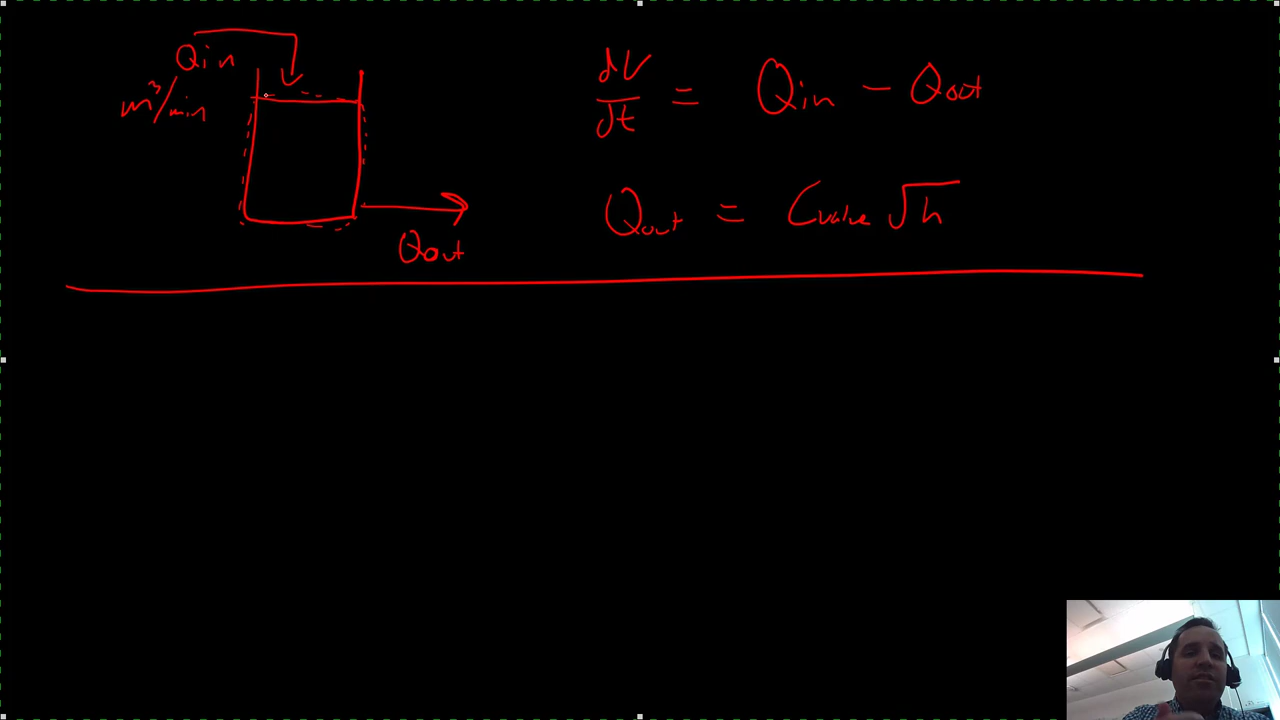 Qin
m³/min
Qout
dV/dt = Qin - Qout
Qout = Cvalve √h